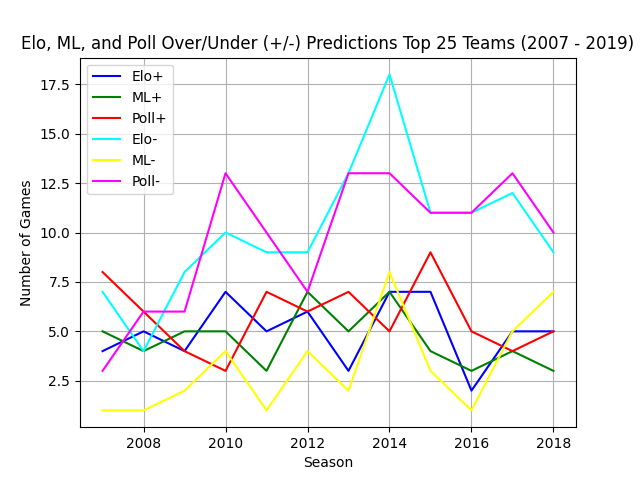 Elo, ML, and Poll Over/Under (+/-) Predictions Top 25 Teams (2007 - 2019)
Elo+
ML+
Poll+
Elo-
ML-
Poll-
17.5
15.0
12.5
10.0
7.5
5.0
2.5
Number of Games
2008 2010 2012 2014 2016 2018
Season